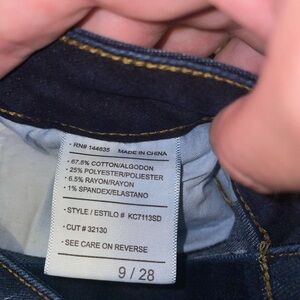 · RN# 144635 MADE IN CHINA
· 67.5% COTTON/ALGODON
· 25% POLYESTER/POLIESTER
· 6.5% RAYON/RAYON
· 1% SPANDEX/ELASTANO
· STYLE / ESTILO # KC7113SD
· CUT # 32130
· SEE CARE ON REVERSE
9 / 28